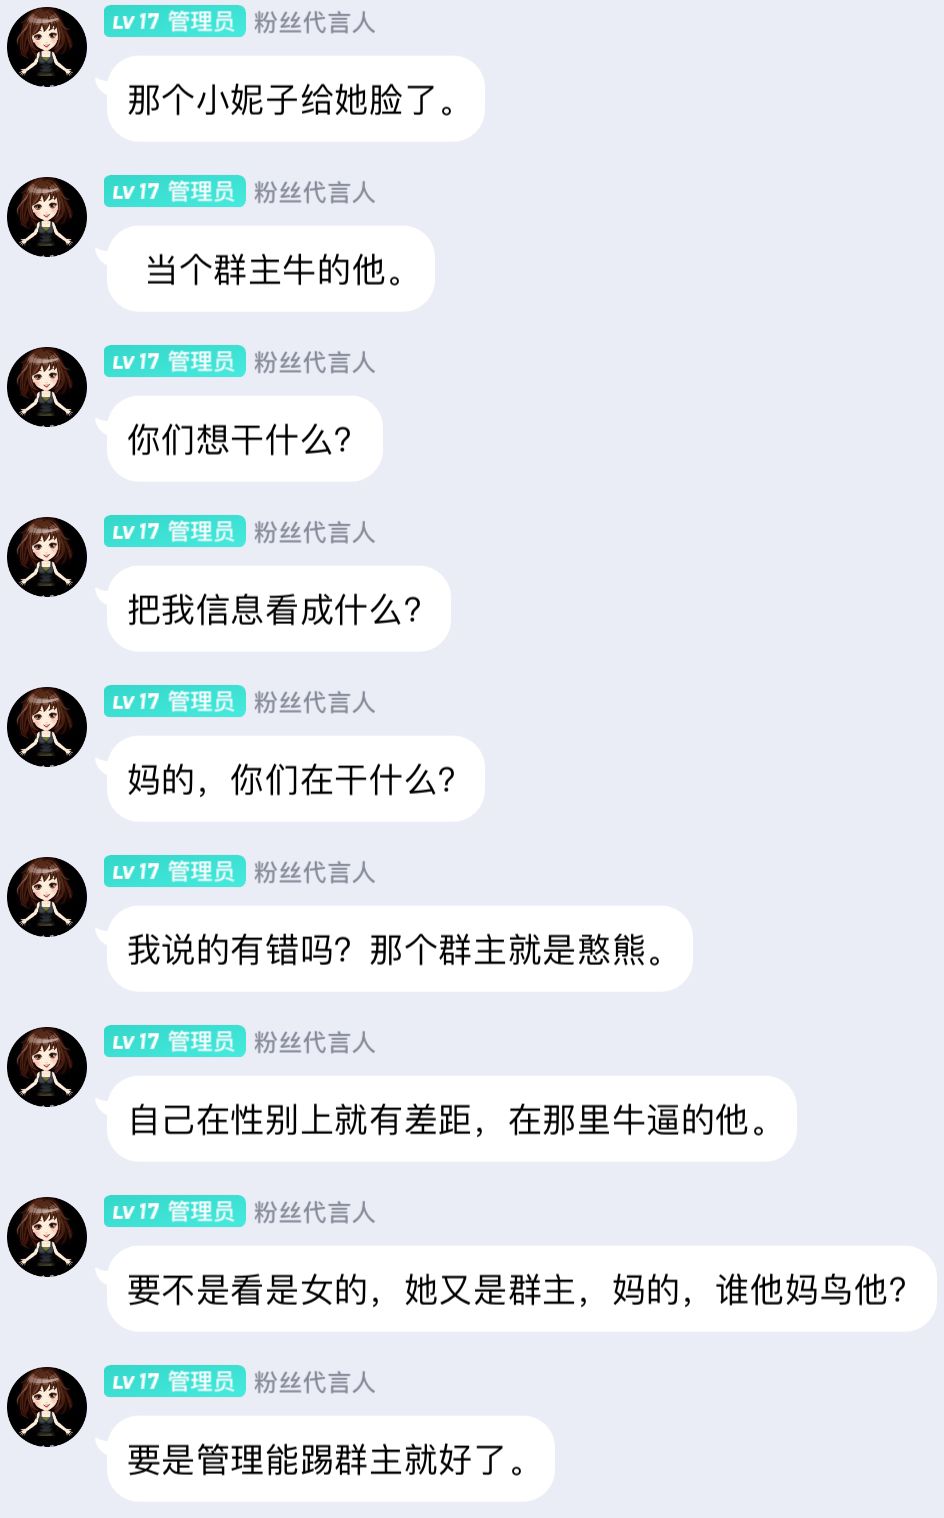 LV 17 管理员 粉丝代言人
那个小妮子给她脸了。
LV 17 管理员 粉丝代言人
当个群主牛的他。
LV 17 管理员 粉丝代言人
你们想干什么？
LV 17 管理员 粉丝代言人
把我信息看成什么？
LV 17 管理员 粉丝代言人
妈的，你们在干什么？
LV 17 管理员 粉丝代言人
我说的有错吗？那个群主就是憨熊。
LV 17 管理员 粉丝代言人
自己在性别上就有差距，在那里牛逼的他。
LV 17 管理员 粉丝代言人
要不是看是女的，她又是群主，妈的，谁他妈鸟他？
LV 17 管理员 粉丝代言人
要是管理能踢群主就好了。